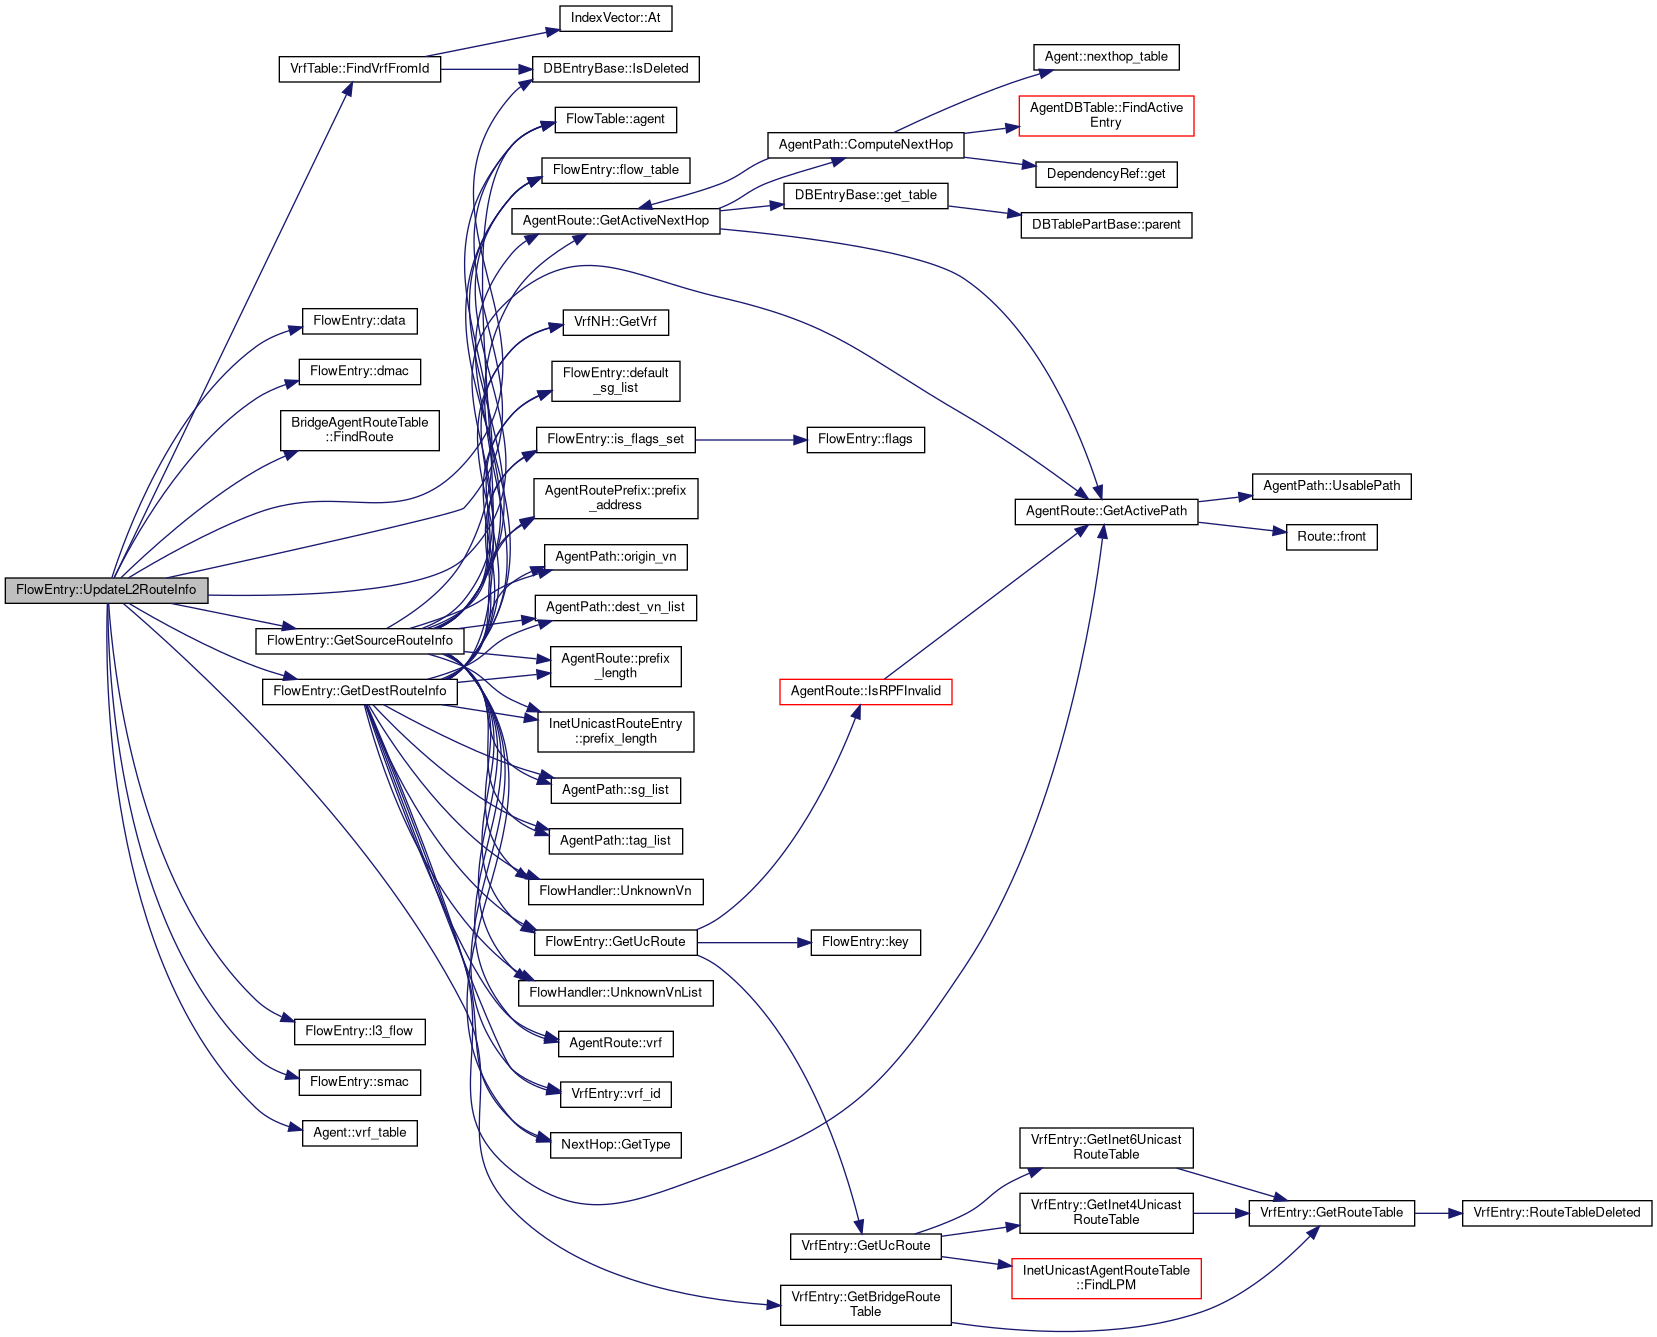 IndexVector::At
VrfTable::FindVrfFromId
DBEntryBase::IsDeleted
Agent::nexthop_table
AgentDBTable::FindActive
Entry
FlowTable::agent
AgentPath::ComputeNextHop
FlowEntry::flow_table
DependencyRef::get
DBEntryBase::get_table
AgentRoute::GetActiveNextHop
DBTablePartBase::parent
FlowEntry::data
VrfNH::GetVrf
FlowEntry::dmac
FlowEntry::default
_sg_list
BridgeAgentRouteTable
::FindRoute
FlowEntry::is_flags_set
FlowEntry::flags
AgentRoutePrefix::prefix
_address
AgentPath::UsablePath
AgentRoute::GetActivePath
Route::front
AgentPath::origin_vn
FlowEntry::UpdateL2RouteInfo
AgentPath::dest_vn_list
FlowEntry::GetSourceRouteInfo
AgentRoute::prefix
_length
FlowEntry::GetDestRouteInfo
AgentRoute::IsRPFInvalid
InetUnicastRouteEntry
::prefix_length
AgentPath::sg_list
AgentPath::tag_list
FlowHandler::UnknownVn
FlowEntry::GetUcRoute
FlowEntry::key
FlowHandler::UnknownVnList
FlowEntry::l3_flow
AgentRoute::vrf
FlowEntry::smac
VrfEntry::vrf_id
Agent::vrf_table
NextHop::GetType
VrfEntry::GetInet6Unicast
RouteTable
VrfEntry::GetInet4Unicast
RouteTable
VrfEntry::GetRouteTable
VrfEntry::RouteTableDeleted
VrfEntry::GetUcRoute
InetUnicastAgentRouteTable
::FindLPM
VrfEntry::GetBridgeRoute
Table